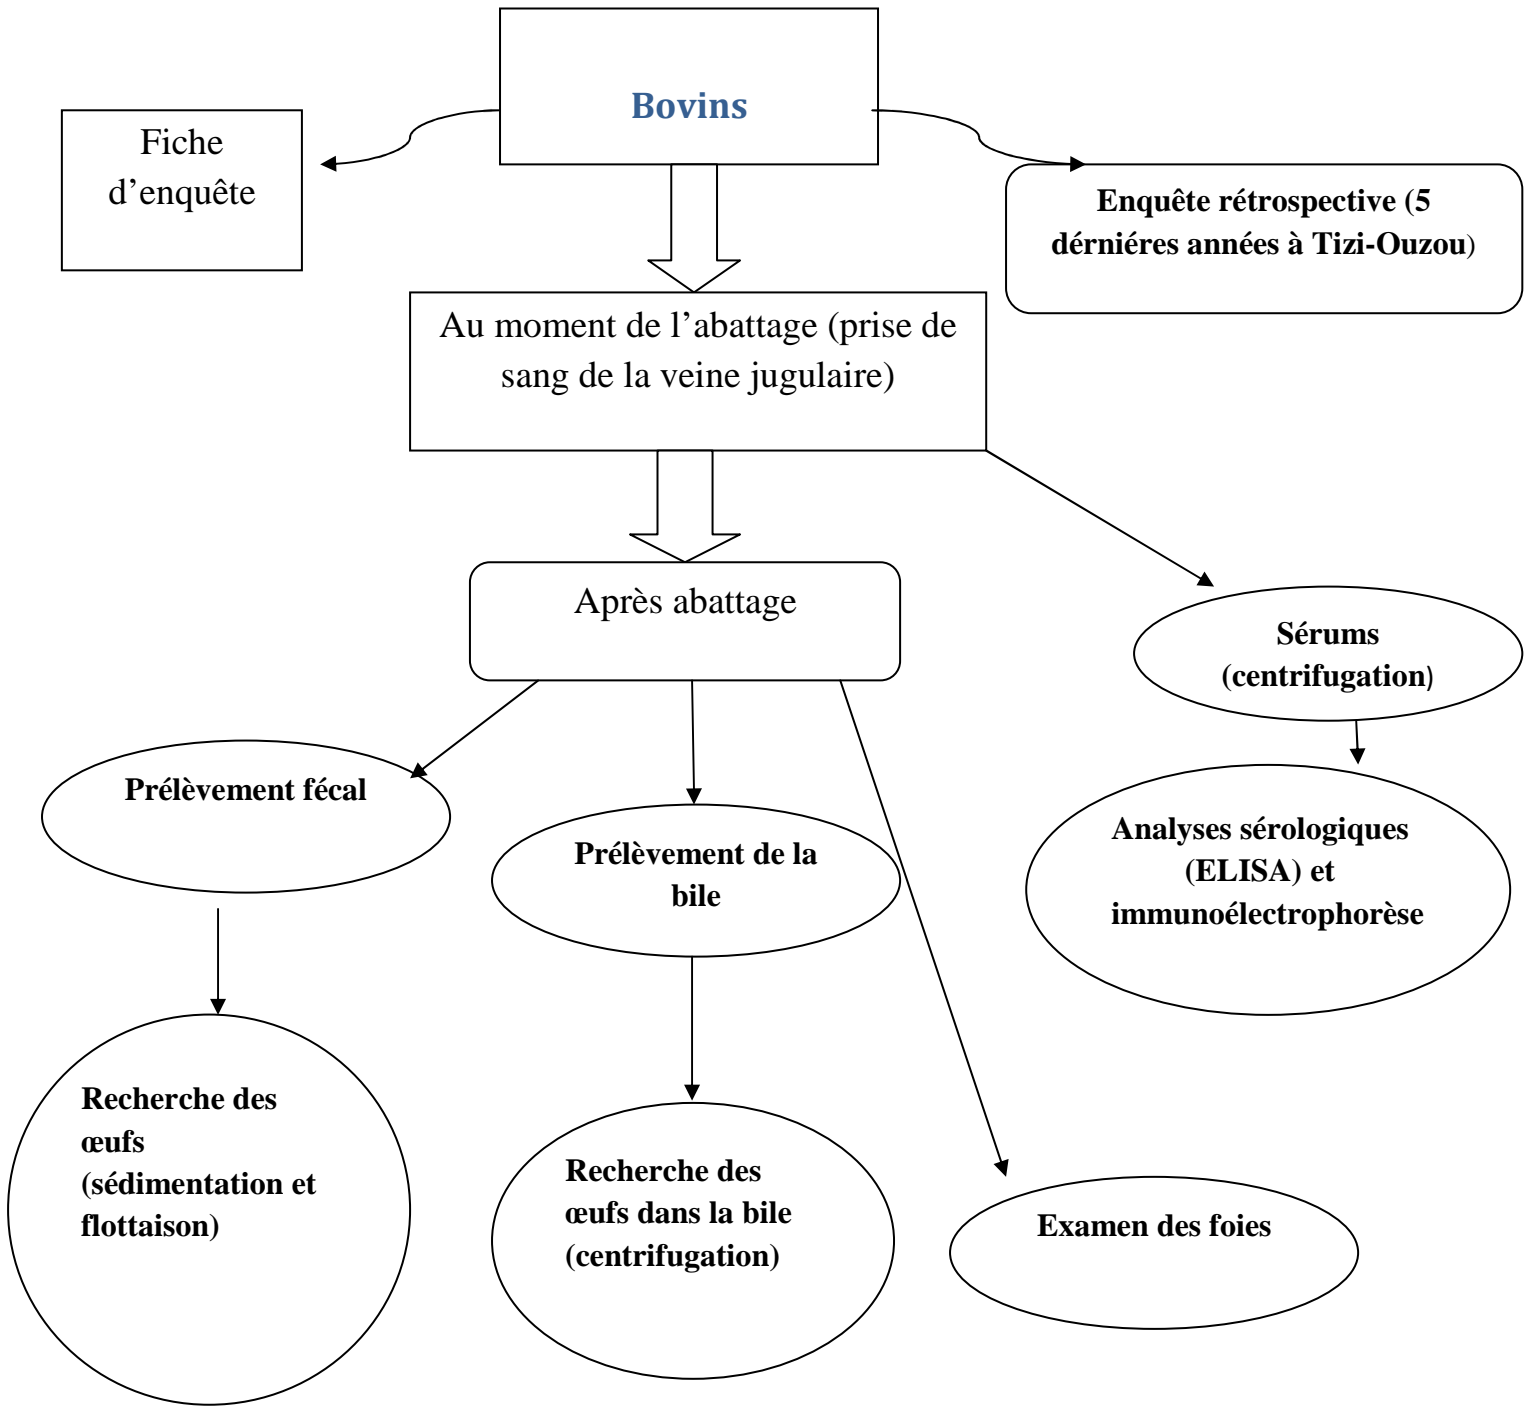 Bovins
Fiche
d’enquête
Enquête rétrospective (5
dérniéres années à Tizi-Ouzou)
Au moment de l’abattage (prise de
sang de la veine jugulaire)
Après abattage
Sérums
(centrifugation)
Prélèvement fécal
Prélèvement de la
bile
Analyses sérologiques
(ELISA) et
immunoélectrophorèse
Recherche des
œufs
(sédimentation et
flottaison)
Recherche des
œufs dans la bile
(centrifugation)
Examen des foies